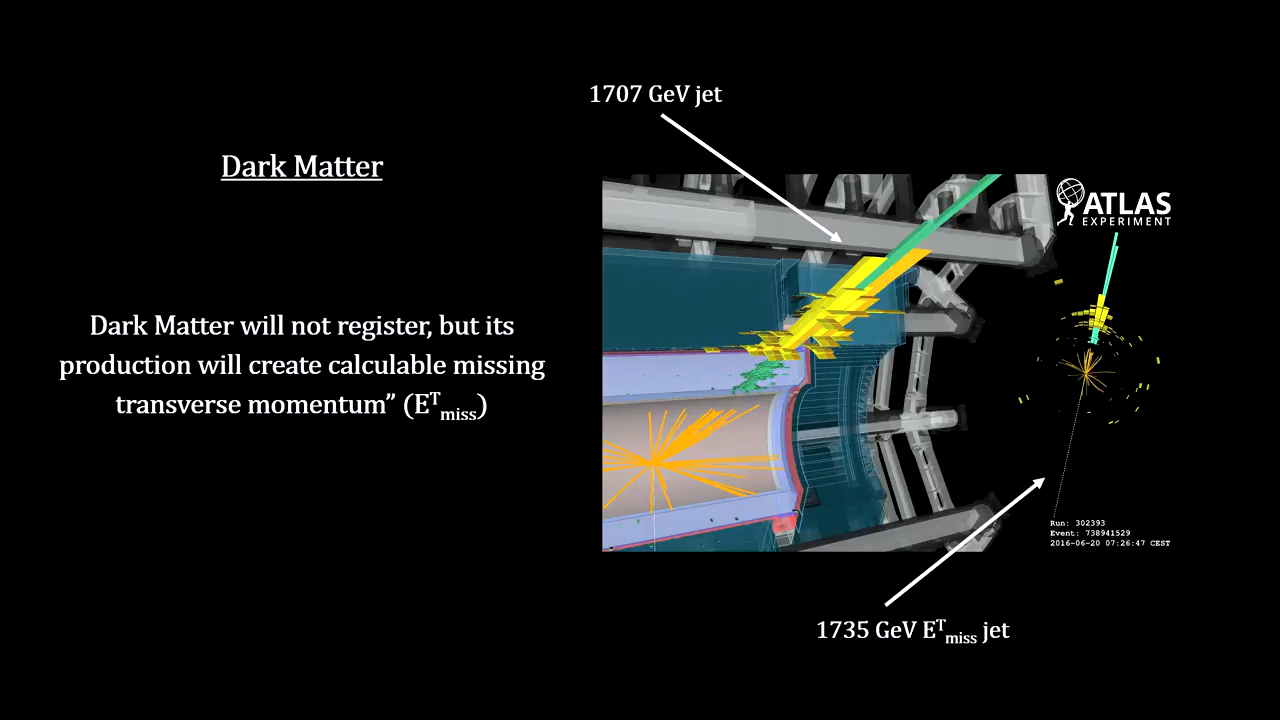 1707 GeV jet
Dark Matter
ATLAS
EXPERIMENT
Dark Matter will not register, but its
production will create calculable missing
transverse momentum” (E^T_miss)
Run: 302393
Event: 738941529
2016-06-20 07:26:47 CEST
1735 GeV E^T_miss jet